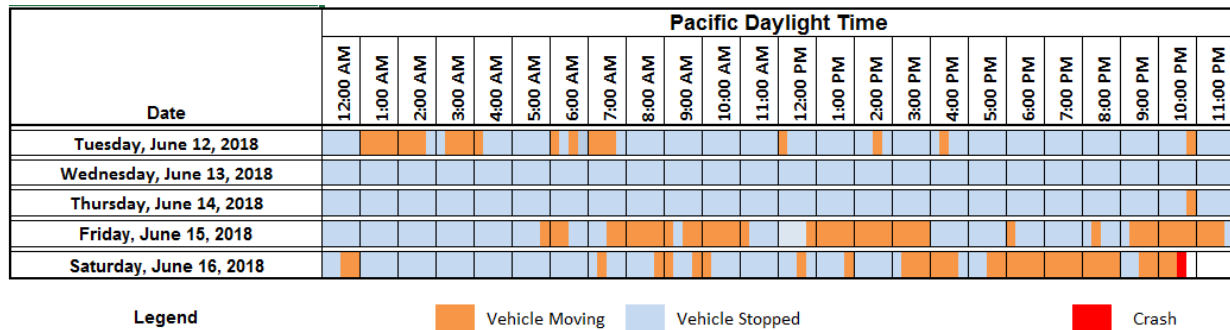 Pacific Daylight Time
Date 12:00 AM 1:00 AM 2:00 AM 3:00 AM 4:00 AM 5:00 AM 6:00 AM 7:00 AM 8:00 AM 9:00 AM 10:00 AM 11:00 AM 12:00 PM 1:00 PM 2:00 PM 3:00 PM 4:00 PM 5:00 PM 6:00 PM 7:00 PM 8:00 PM 9:00 PM 10:00 PM 11:00 PM
Tuesday, June 12, 2018
Wednesday, June 13, 2018
Thursday, June 14, 2018
Friday, June 15, 2018
Saturday, June 16, 2018
Legend Vehicle Moving Vehicle Stopped Crash